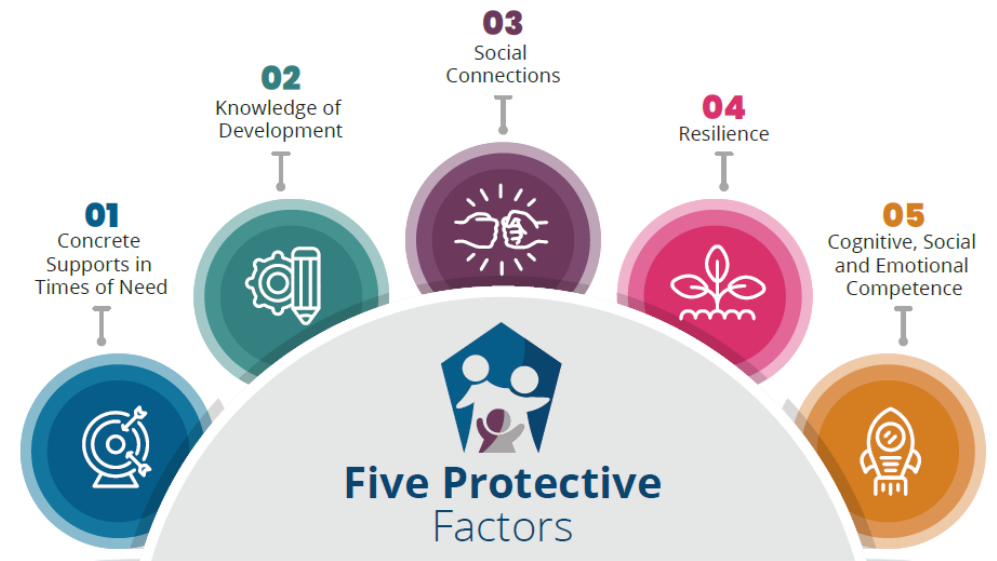 01
Concrete
Supports in
Times of Need
02
Knowledge of
Development
03
Social
Connections
04
Resilience
05
Cognitive, Social
and Emotional
Competence
Five Protective
Factors